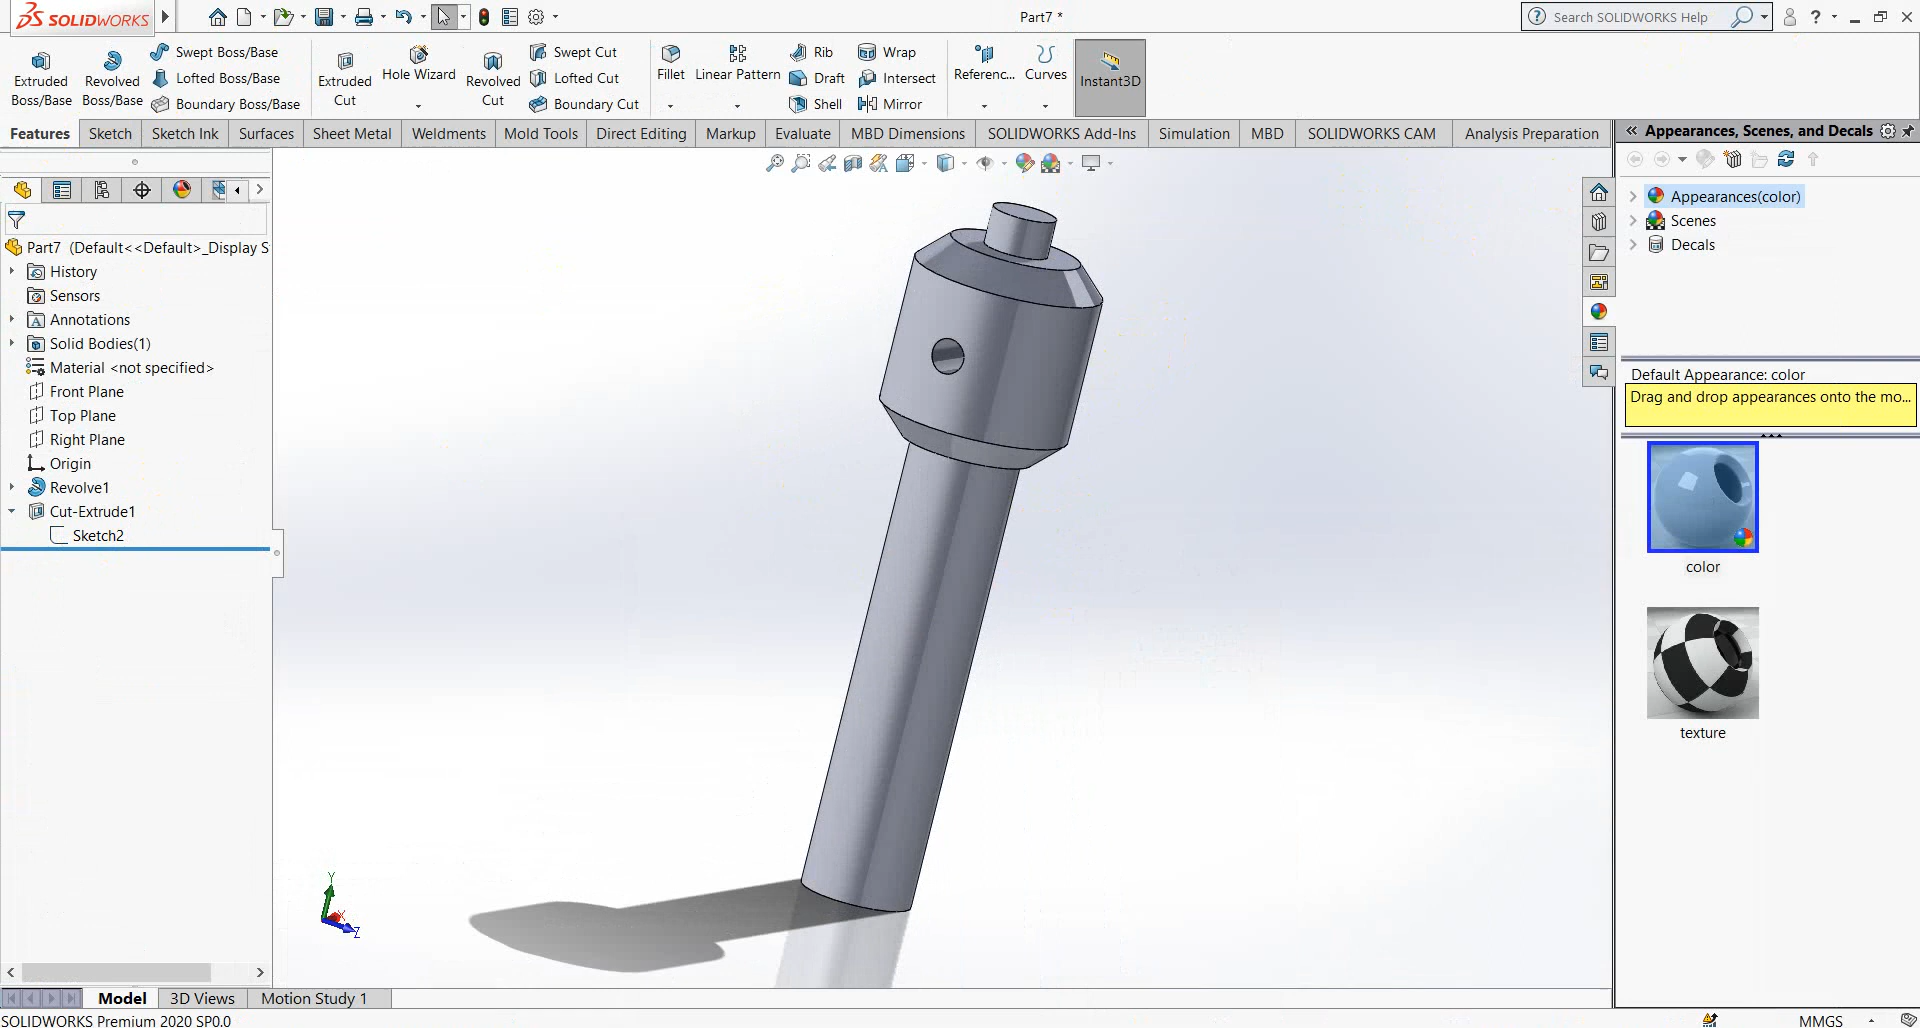 SOLIDWORKS
Part7 *
Search SOLIDWORKS Help
Extruded Boss/Base
Revolved Boss/Base
Swept Boss/Base
Lofted Boss/Base
Boundary Boss/Base
Extruded Cut
Hole Wizard
Revolved Cut
Swept Cut
Lofted Cut
Boundary Cut
Fillet
Linear Pattern
Rib
Draft
Shell
Wrap
Intersect
Mirror
Referenc...
Curves
Instant3D
Features
Sketch
Sketch Ink
Surfaces
Sheet Metal
Weldments
Mold Tools
Direct Editing
Markup
Evaluate
MBD Dimensions
SOLIDWORKS Add-Ins
Simulation
MBD
SOLIDWORKS CAM
Analysis Preparation
Appearances, Scenes, and Decals
Part7 (Default<<Default>_Display S
History
Sensors
Annotations
Solid Bodies(1)
Material <not specified>
Front Plane
Top Plane
Right Plane
Origin
Revolve1
Cut-Extrude1
Sketch2
Appearances(color)
Scenes
Decals
Default Appearance: color
Drag and drop appearances onto the mo...
color
texture
Y
X
Z
Model
3D Views
Motion Study 1
SOLIDWORKS Premium 2020 SP0.0
MMGS